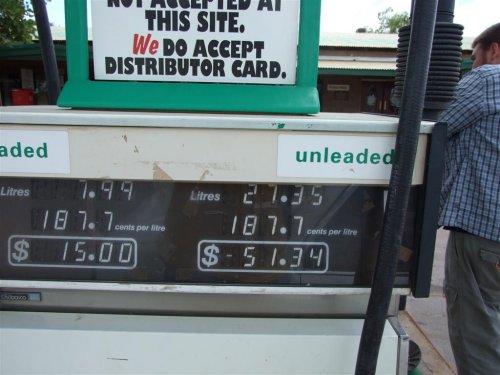 NOT ACCEPTED AT
THIS SITE.
We DO ACCEPT
DISTRIBUTOR CARD.
aded
unleaded
Litres 7.99
Litres 27.35
187.7 cents per litre
187.7 cents per litre
$ 15.00
$ 51.34